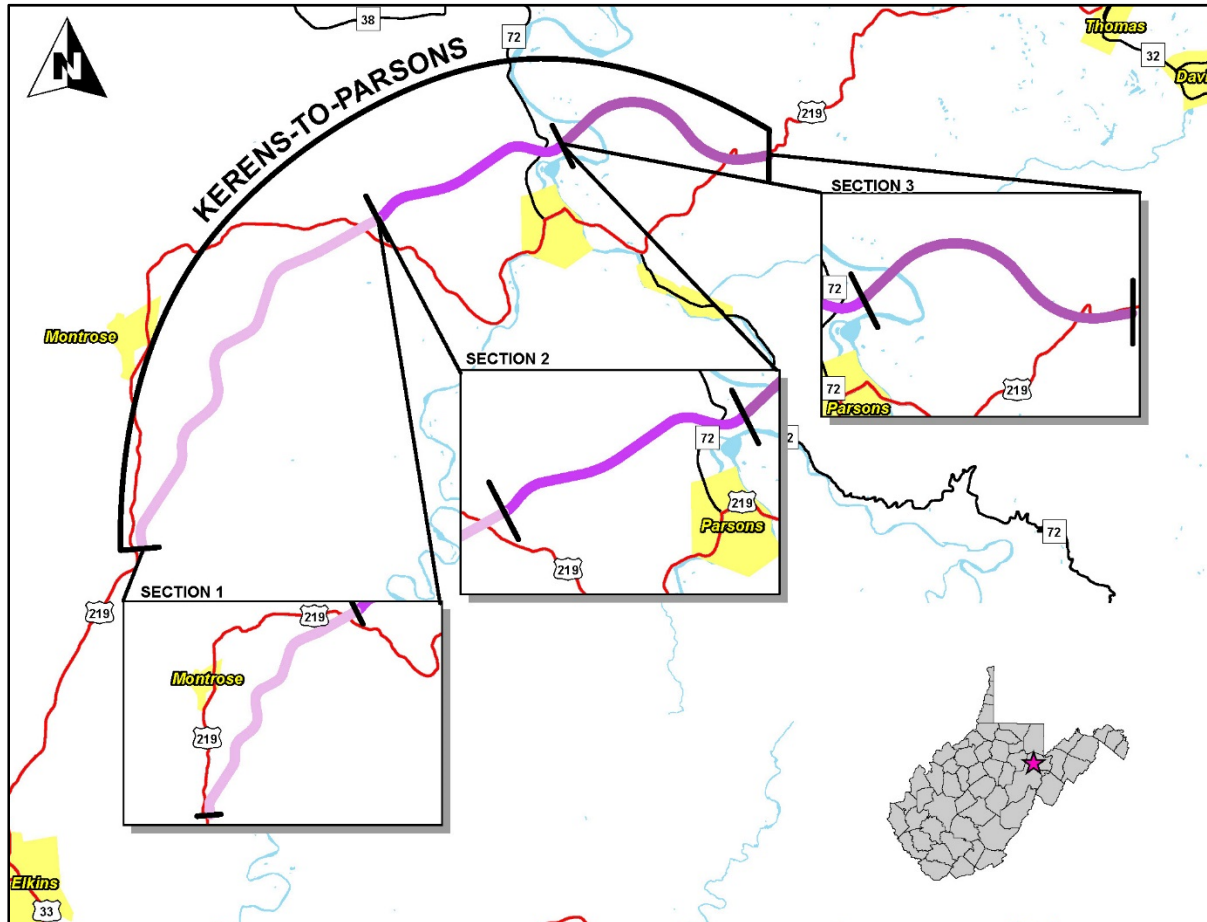 38
72
Thomas
32
Davi
219
N
KERENS-TO-PARSONS
SECTION 3
72
72
Parsons
219
Montrose
SECTION 2
72
219
Parsons
219
2
72
219
SECTION 1
219
Montrose
219
Elkins
33